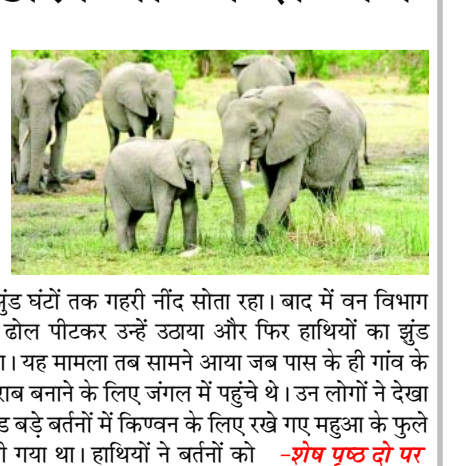 घंटों तक गहरी नींद सोता रहा। बाद में वन विभाग
ढोल पीटकर उन्हें उठाया और फिर हाथियों का झुंड
यह मामला तब सामने आया जब पास के ही गांव के
बनाने के लिए जंगल में पहुंचे थे। उन लोगों ने देखा
बड़े बर्तनों में किण्वन के लिए रखे गए महुआ के फुले
गया था। हाथियों ने बर्तनों को -शेष पृष्ठ दो पर